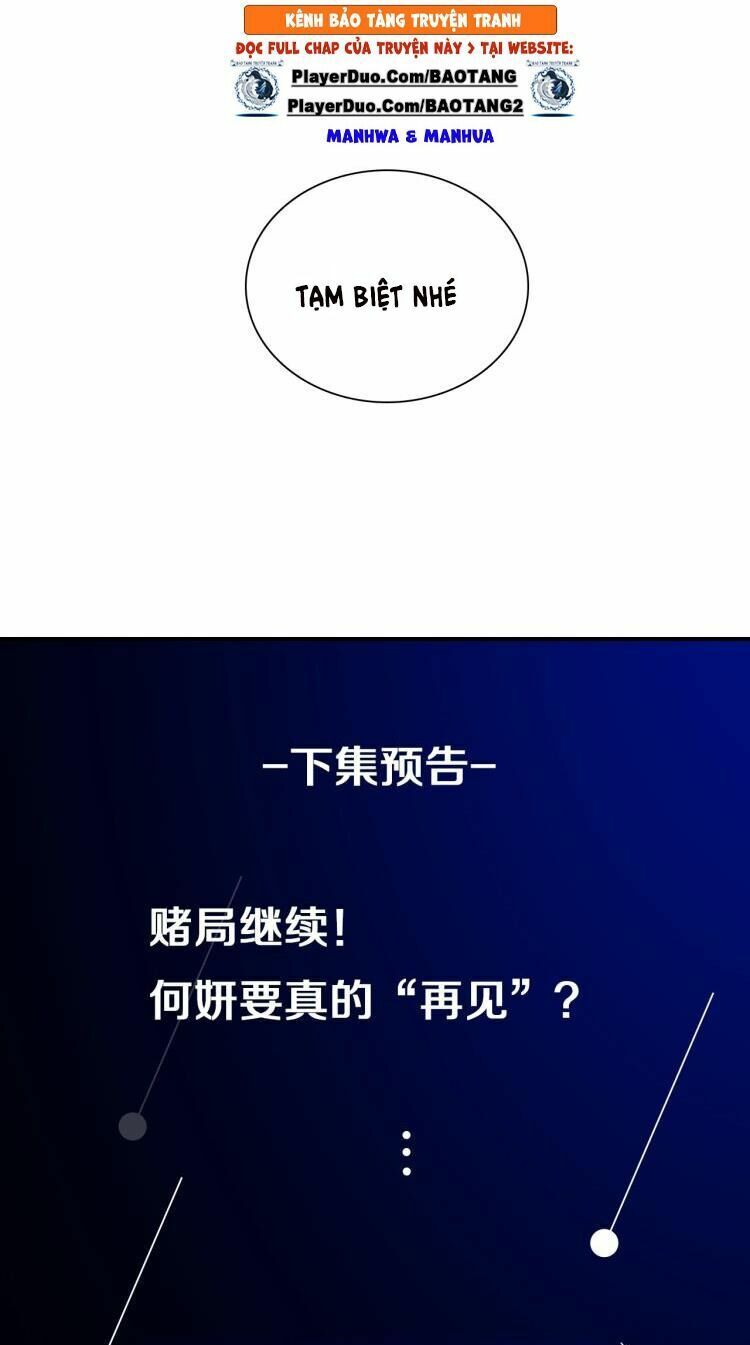 KÊNH BẢO TÀNG TRUYỆN TRANH
ĐỌC FULL CHAP CỦA TRUYỆN NÀY > TẠI WEBSITE:
PlayerDuo.Com/BAOTANG
PlayerDuo.Com/BAOTANG2
MANHWA & MANHUA
TẠM BIỆT NHÉ
–下集预告–
赌局继续！
何妍要真的“再见”？